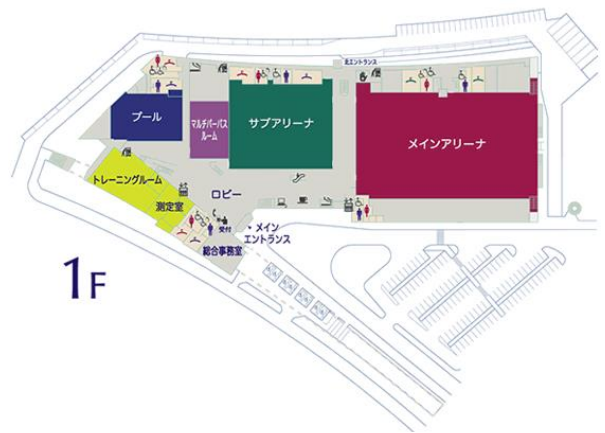 北エントランス
プール
マルチパーパス
ルーム
サブアリーナ
メインアリーナ
トレーニングルーム
測定室
ロビー
受付
・メイン
エントランス
総合事務室
1F